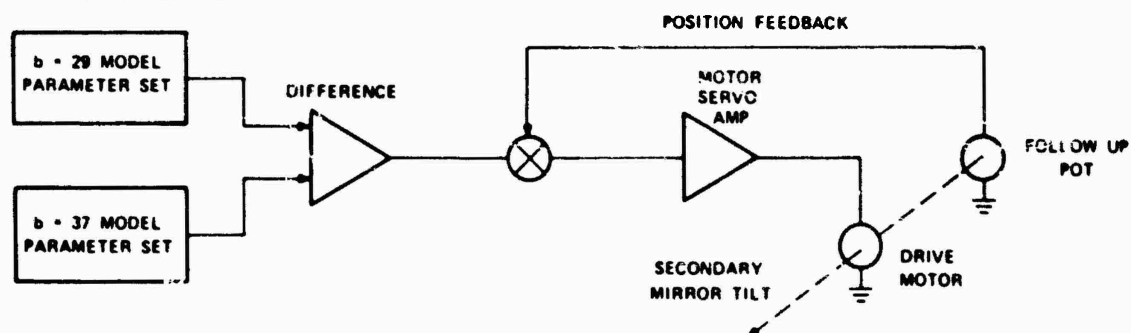 POSITION FEEDBACK
b = 29 MODEL
PARAMETER SET
DIFFERENCE
MOTOR
SERVO
AMP
FOLLOW UP
POT
b = 37 MODEL
PARAMETER SET
SECONDARY
MIRROR TILT
DRIVE
MOTOR